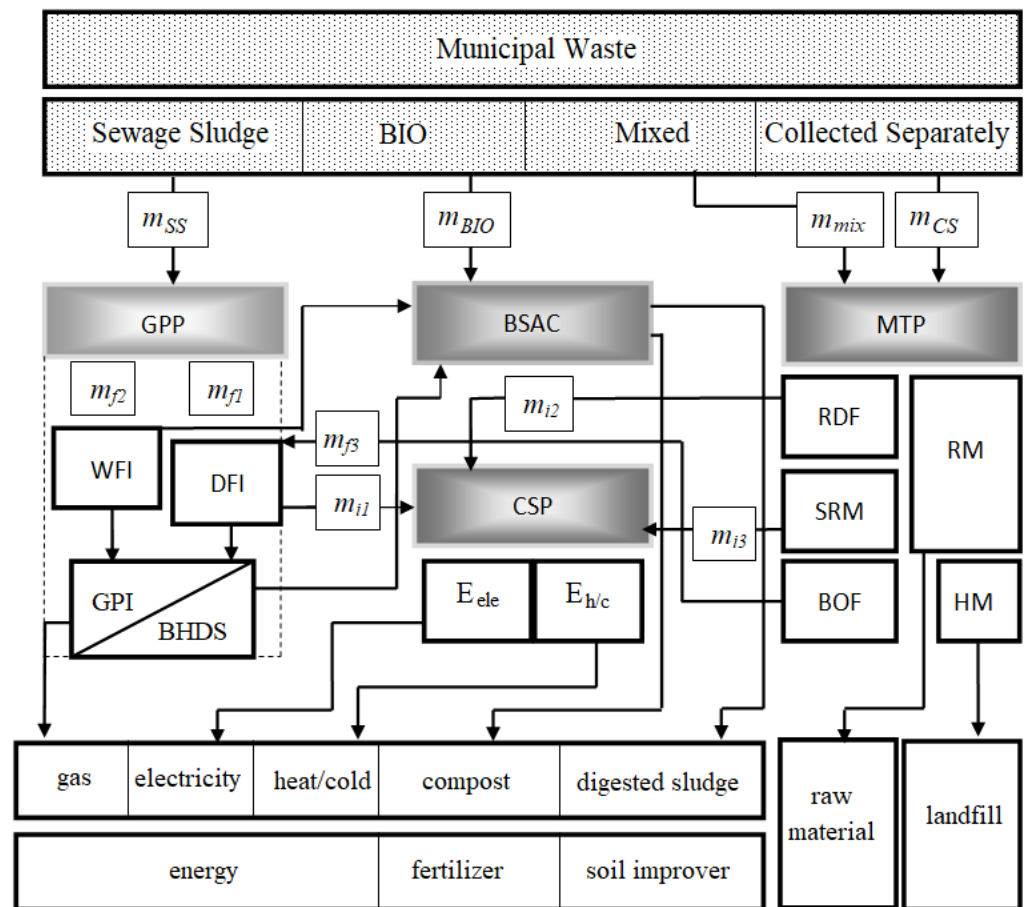 Municipal Waste
Sewage Sludge
BIO
Mixed
Collected Separately
m_SS
m_BIO
m_mix
m_CS
GPP
BSAC
MTP
m_f2
m_f1
m_i2
RDF
RM
WFI
DFI
m_f3
m_i1
CSP
SRM
m_i3
GPI
BHDS
E_ele
E_h/c
BOF
HM
gas
electricity
heat/cold
compost
digested sludge
raw
material
landfill
energy
fertilizer
soil improver